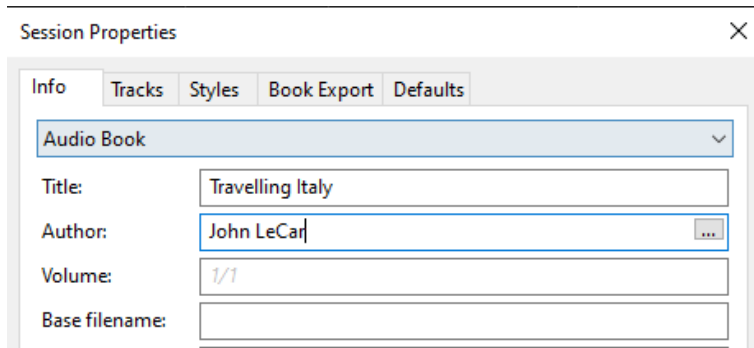 Session Properties
Info Tracks Styles Book Export Defaults
Audio Book
Title: Travelling Italy
Author: John LeCar ...
Volume: 1/1
Base filename: